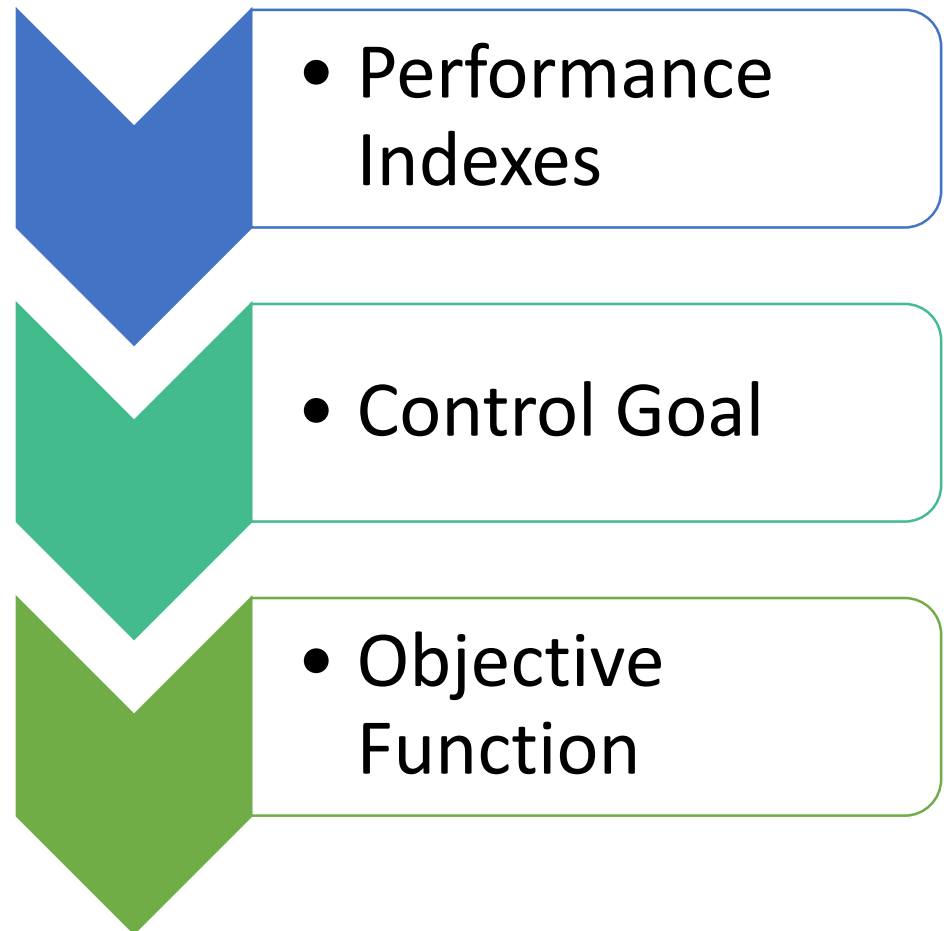 • Performance
Indexes
• Control Goal
• Objective
Function